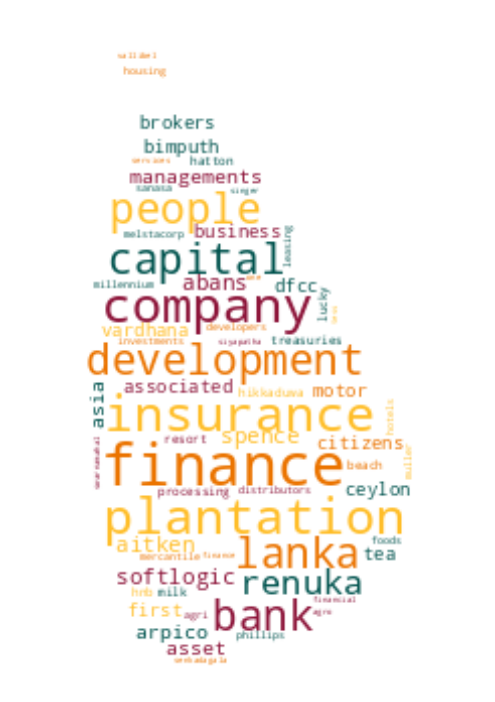 vallibel
housing
brokers
bimputh
services hatton
managements
sanasa singer
people
melstacorp business leasing
capital
millennium abans dfcc
company lucky
vardhana developers
investments siyapatha treasuries
development
asia associated hikkaduwa motor
insurance hotels
resort spence citizens
finance beach muller
processing distributors ceylon
plantation
aitken foods
mercantile finance lanka tea
softlogic renuka
hnb milk financial
first agri bank agro
arpico phillips
asset
senkadagala